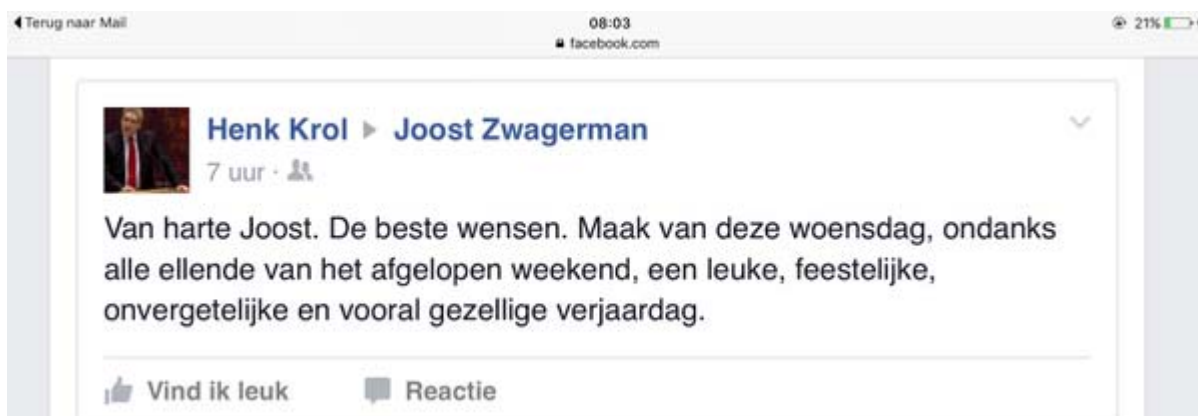 Terug naar Mail
08:03
21%
facebook.com
Henk Krol ▸ Joost Zwagerman
7 uur ·
Van harte Joost. De beste wensen. Maak van deze woensdag, ondanks
alle ellende van het afgelopen weekend, een leuke, feestelijke,
onvergetelijke en vooral gezellige verjaardag.
Vind ik leuk
Reactie